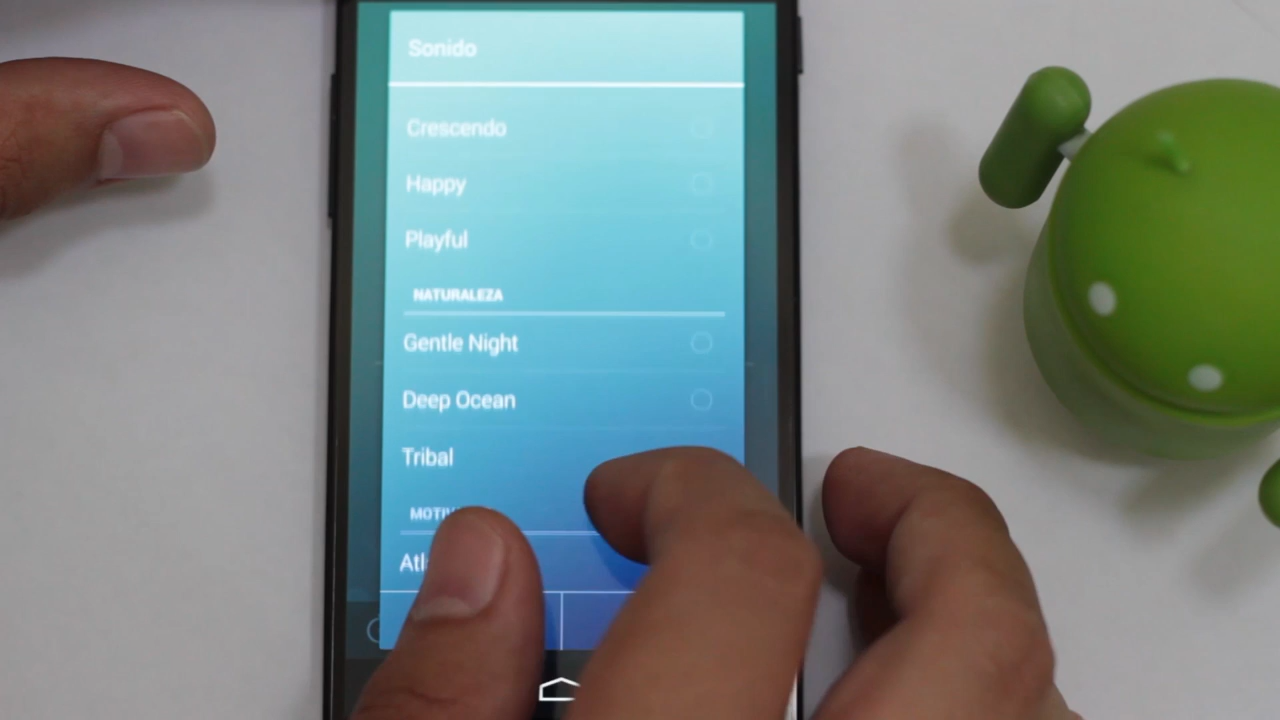 Sonido
Crescendo
Happy
Playful
NATURALEZA
Gentle Night
Deep Ocean
Tribal